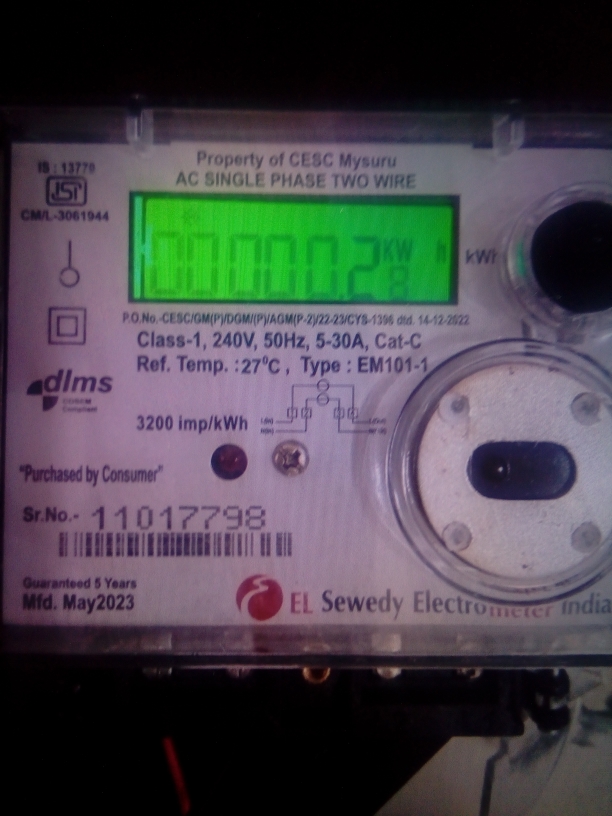 Property of CESC Mysuru
AC SINGLE PHASE TWO WIRE
IS : 13779
ISI
CM/L-3061944
00000.2 KW h
8
kWh
P.O.No.-CESC/GM(P)/DGM/(P)/AGM(P-2)/22-23/CYS-1396 dtd. 14-12-2022
Class-1, 240V, 50Hz, 5-30A, Cat-C
Ref. Temp. :27°C , Type : EM101-1
dlms
3200 imp/kWh
"Purchased by Consumer"
Sr.No.- 11017798
Guaranteed 5 Years
Mfd. May2023
EL Sewedy Electrometer India